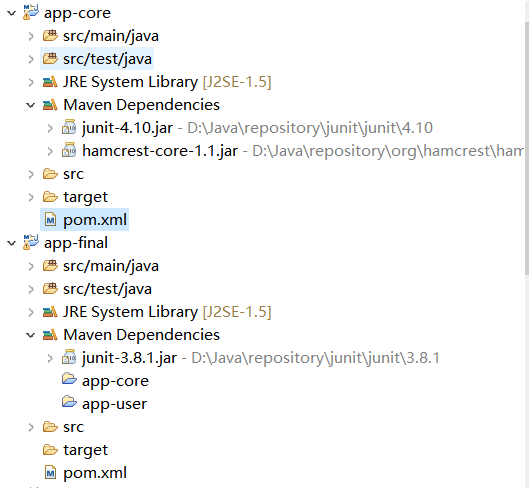 app-core
src/main/java
src/test/java
JRE System Library [J2SE-1.5]
Maven Dependencies
junit-4.10.jar - D:\Java\repository\junit\junit\4.10
hamcrest-core-1.1.jar - D:\Java\repository\org\hamcrest\ham
src
target
pom.xml
app-final
src/main/java
src/test/java
JRE System Library [J2SE-1.5]
Maven Dependencies
junit-3.8.1.jar - D:\Java\repository\junit\junit\3.8.1
app-core
app-user
src
target
pom.xml